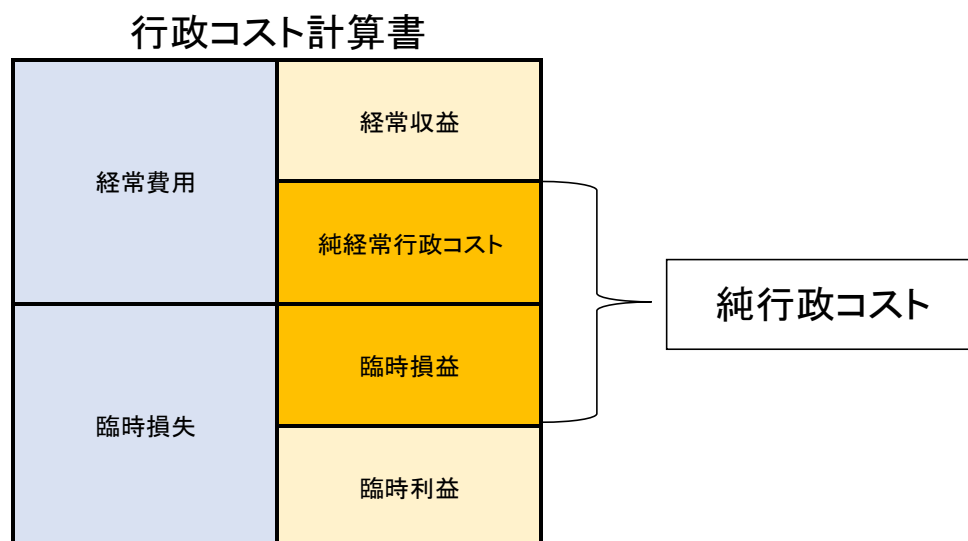 行政コスト計算書
経常費用
経常収益
純経常行政コスト
臨時損失
臨時損益
臨時利益
純行政コスト